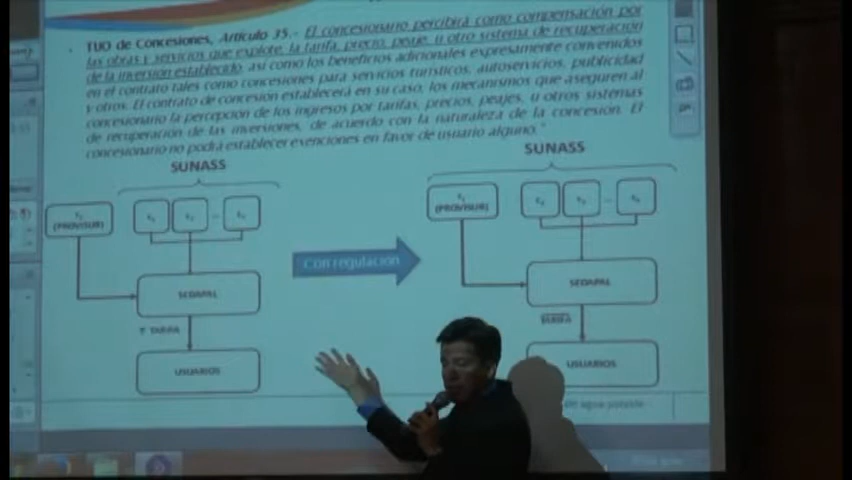 TUO de Concesiones, Artículo 35.- El concesionario percibirá como compensación por
las obras y servicios que explote, la tarifa, precio, peaje, u otro sistema de recuperación
de la inversión establecido, así como los beneficios adicionales expresamente convenidos
en el contrato tales como concesiones para servicios turísticos, autoservicios, publicidad
y otros. El contrato de concesión establecerá en su caso, los mecanismos que aseguren al
concesionario la percepción de los ingresos por tarifas, precios, peajes, u otros sistemas
de recuperación de las inversiones, de acuerdo con la naturaleza de la concesión. El
concesionario no podrá establecer exenciones en favor de usuario alguno."
SUNASS
SUNASS
(PROVISUR)
(PROVISUR)
Con regulación
SEDAPAL
SEDAPAL
TARIFA
TARIFA
USUARIOS
USUARIOS
en agua potable